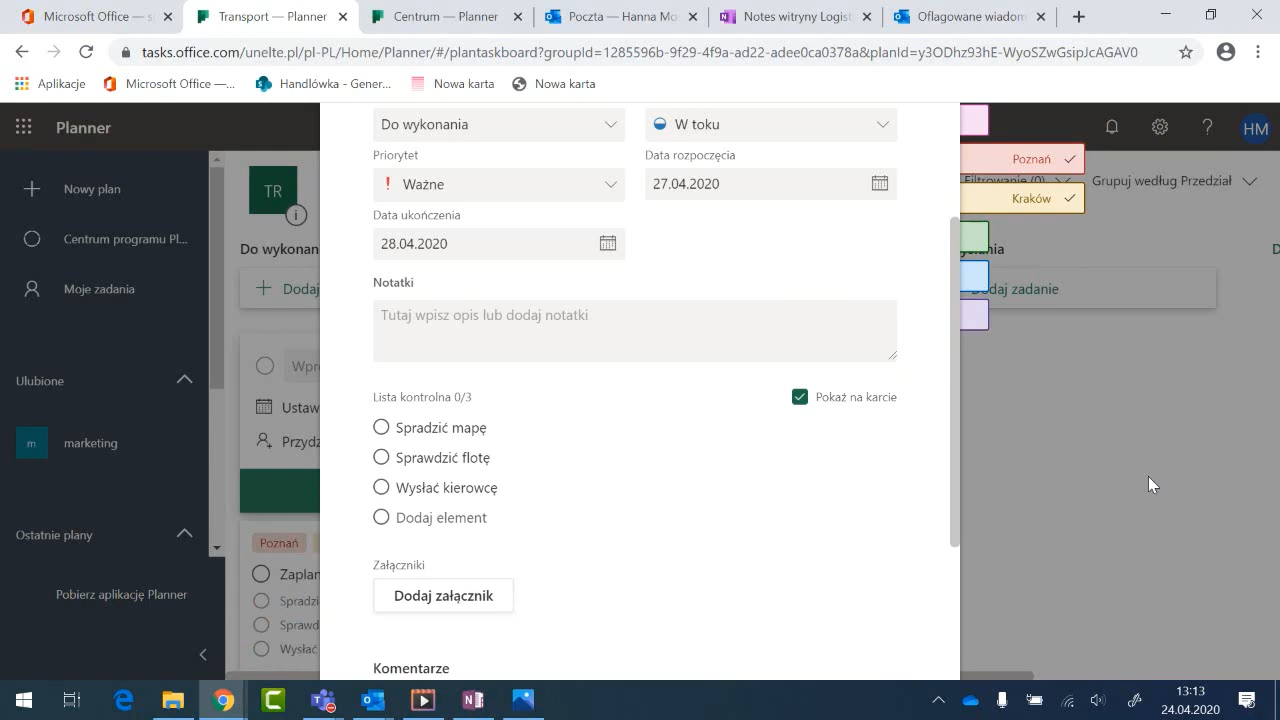 Microsoft Office — s
Transport — Planner
Centrum — Planner
Poczta — Hanna Mo
Notes witryny Logist
Oflagowane wiadom
tasks.office.com/unelte.pl/pl-PL/Home/Planner/#/plantaskboard?groupId=1285596b-9f29-4f9a-ad22-adee0ca0378a&planId=y3ODhz93hE-WyoSZwGsipJcAGAV0
Aplikacje
Microsoft Office —...
Handlówka - Gener...
Nowa karta
Nowa karta
Planner
HM
Nowy plan
Centrum programu Pl...
Moje zadania
Ulubione
m
marketing
Ostatnie plany
Pobierz aplikację Planner
TR
i
Do wykonan
Dodaj
Wpro
Ustaw
Przydz
Poznań
Zaplan
Spradzi
Sprawd
Wysłać
Do wykonania
W toku
Priorytet
Data rozpoczęcia
Ważne
27.04.2020
Data ukończenia
28.04.2020
Notatki
Tutaj wpisz opis lub dodaj notatki
Lista kontrolna 0/3
Pokaż na karcie
Spradzić mapę
Sprawdzić flotę
Wysłać kierowcę
Dodaj element
Załączniki
Dodaj załącznik
Komentarze
Poznań
Filtrowanie (0)
Grupuj według Przedział
Kraków
łania
D
Dodaj zadanie
13:13
24.04.2020